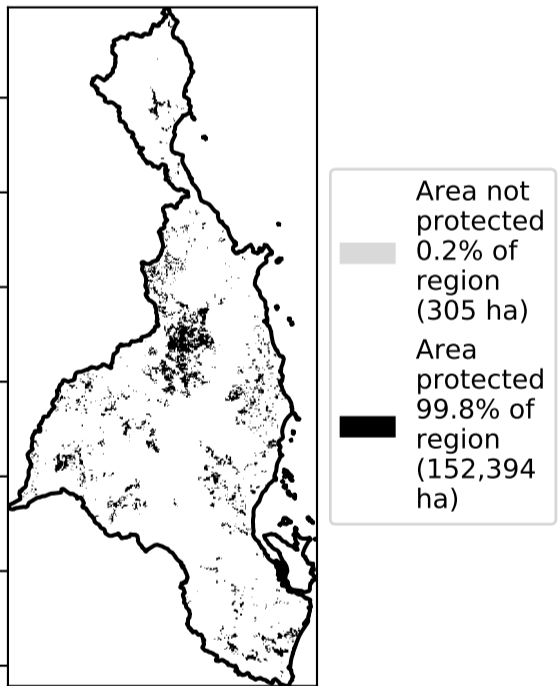 Area not
protected
0.2% of
region
(305 ha)
Area
protected
99.8% of
region
(152,394
ha)